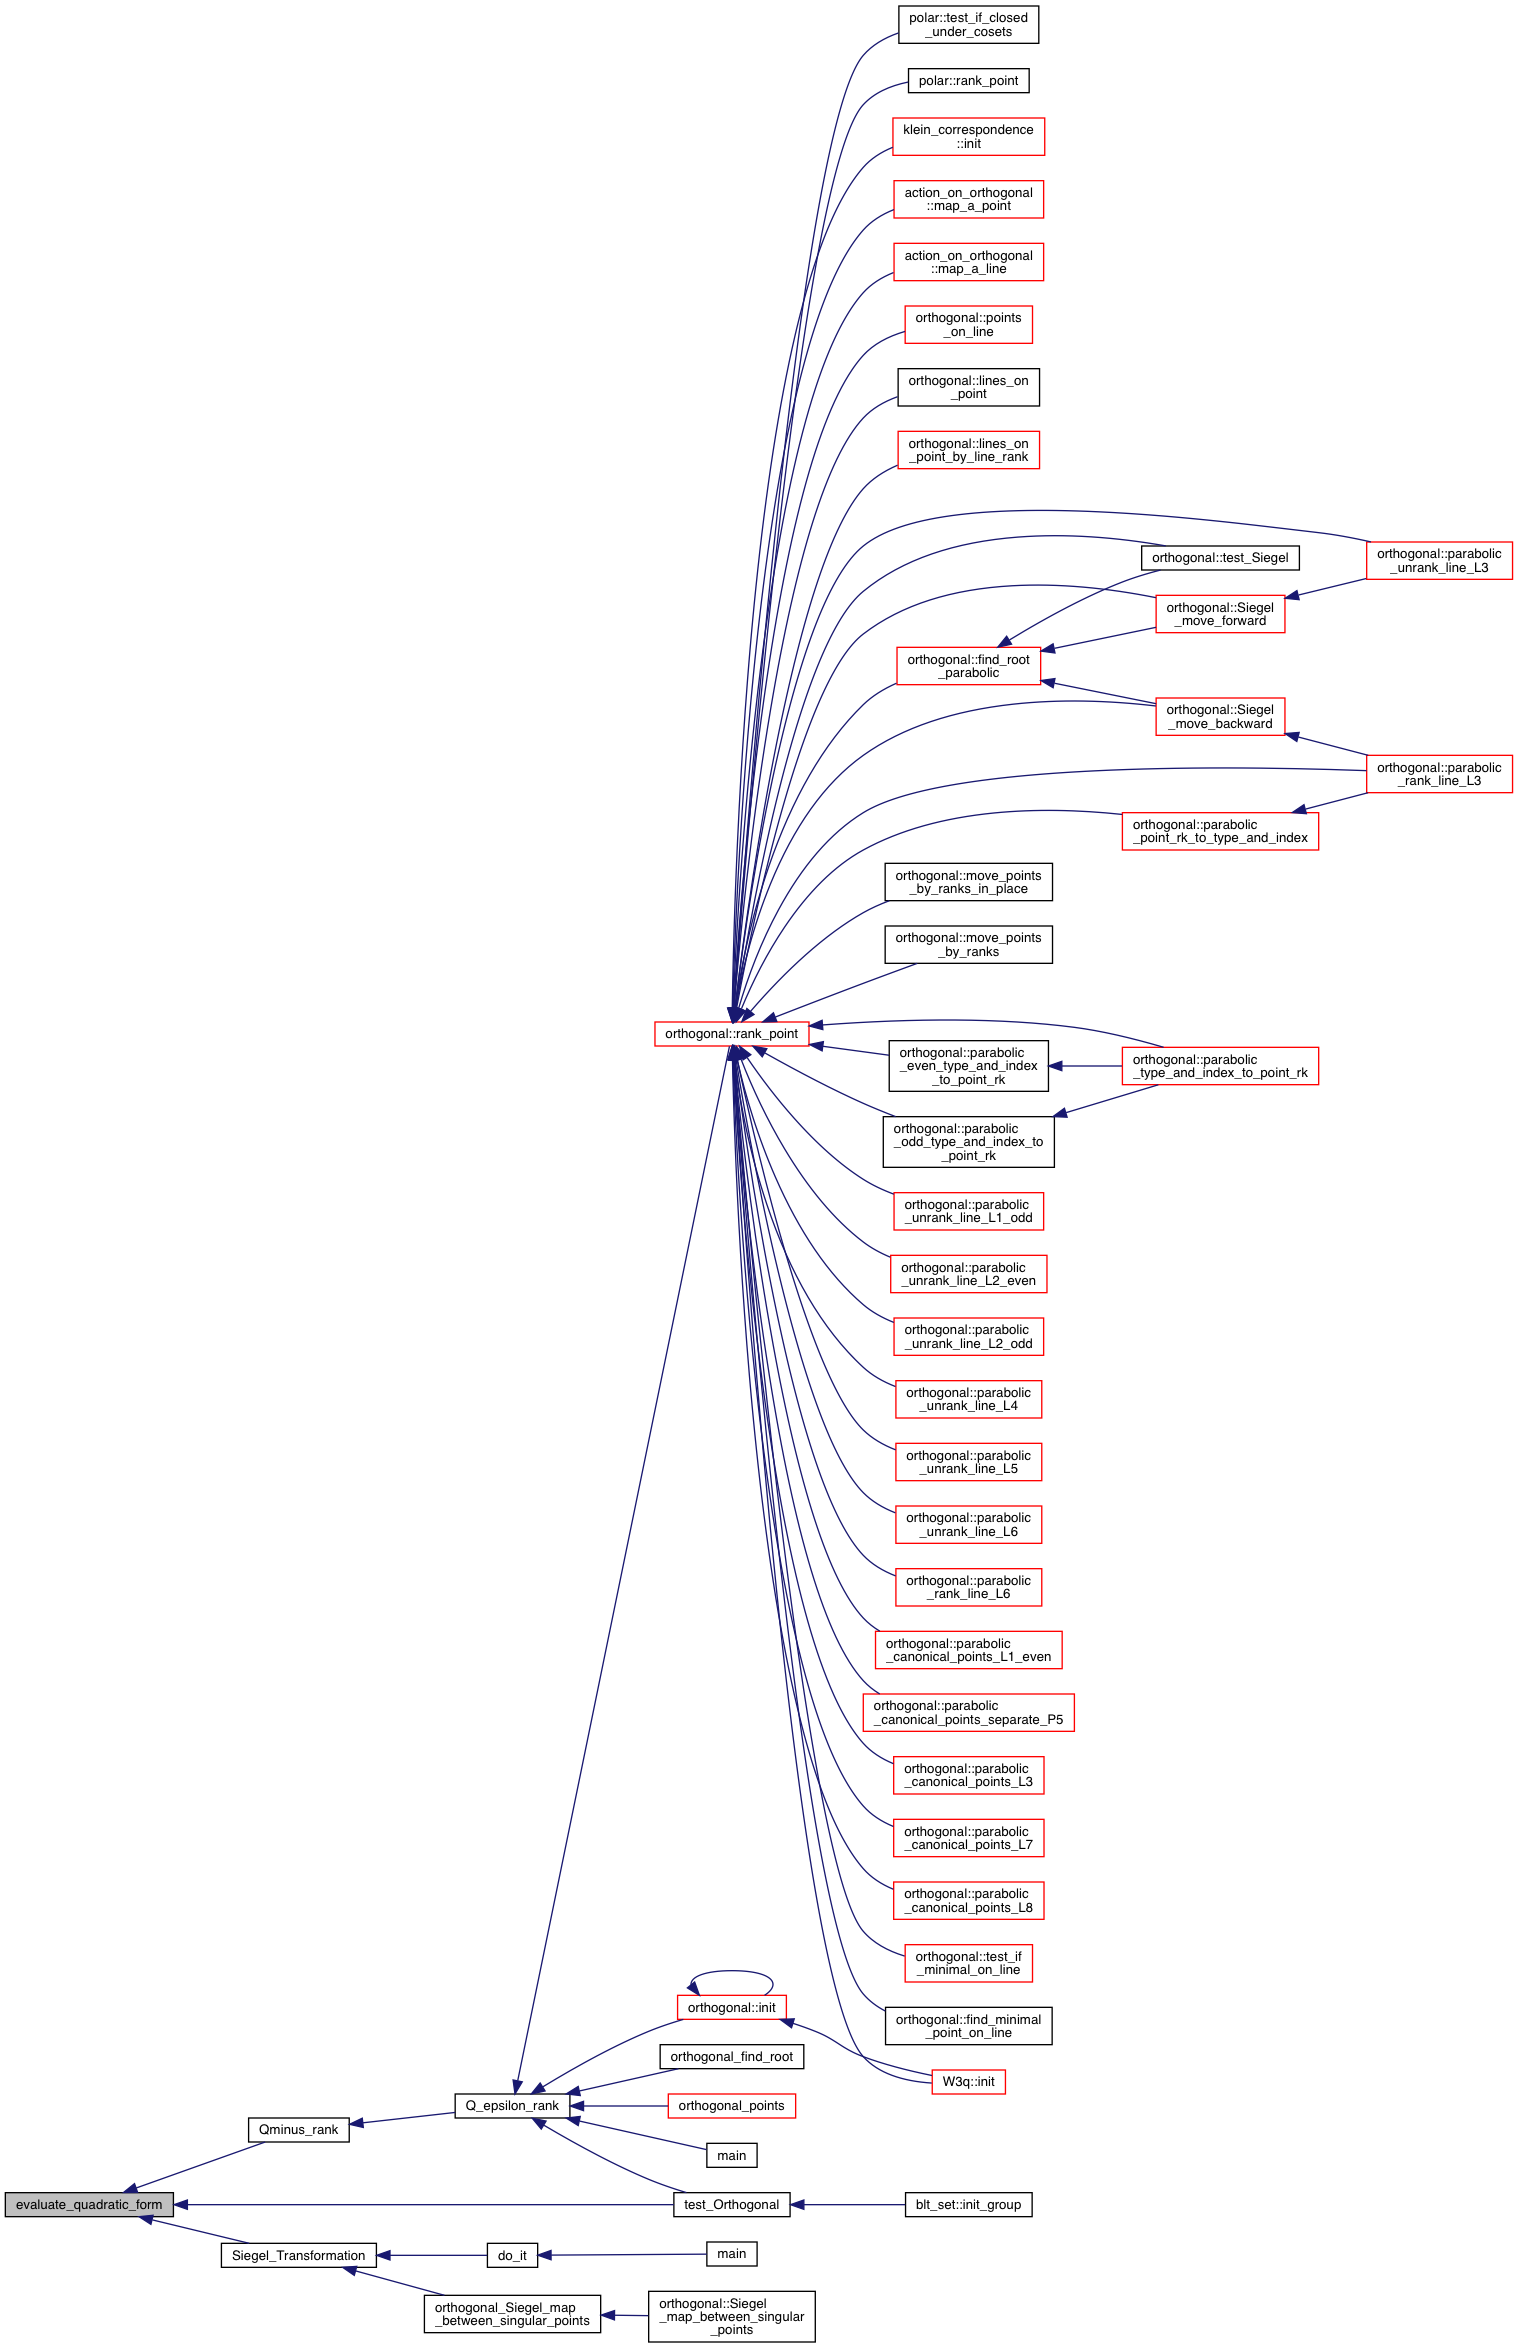 polar::test_if_closed
_under_cosets
polar::rank_point
klein_correspondence
::init
action_on_orthogonal
::map_a_point
action_on_orthogonal
::map_a_line
orthogonal::points
_on_line
orthogonal::lines_on
_point
orthogonal::lines_on
_point_by_line_rank
orthogonal::test_Siegel
orthogonal::parabolic
_unrank_line_L3
orthogonal::Siegel
_move_forward
orthogonal::find_root
_parabolic
orthogonal::Siegel
_move_backward
orthogonal::parabolic
_rank_line_L3
orthogonal::parabolic
_point_rk_to_type_and_index
orthogonal::move_points
_by_ranks_in_place
orthogonal::move_points
_by_ranks
orthogonal::rank_point
orthogonal::parabolic
_even_type_and_index
_to_point_rk
orthogonal::parabolic
_type_and_index_to_point_rk
orthogonal::parabolic
_odd_type_and_index_to
_point_rk
orthogonal::parabolic
_unrank_line_L1_odd
orthogonal::parabolic
_unrank_line_L2_even
orthogonal::parabolic
_unrank_line_L2_odd
orthogonal::parabolic
_unrank_line_L4
orthogonal::parabolic
_unrank_line_L5
orthogonal::parabolic
_unrank_line_L6
orthogonal::parabolic
_rank_line_L6
orthogonal::parabolic
_canonical_points_L1_even
orthogonal::parabolic
_canonical_points_separate_P5
orthogonal::parabolic
_canonical_points_L3
orthogonal::parabolic
_canonical_points_L7
orthogonal::parabolic
_canonical_points_L8
orthogonal::test_if
_minimal_on_line
orthogonal::init
orthogonal::find_minimal
_point_on_line
orthogonal_find_root
W3q::init
Q_epsilon_rank
orthogonal_points
Qminus_rank
main
evaluate_quadratic_form
test_Orthogonal
blt_set::init_group
Siegel_Transformation
do_it
main
orthogonal_Siegel_map
_between_singular_points
orthogonal::Siegel
_map_between_singular
_points